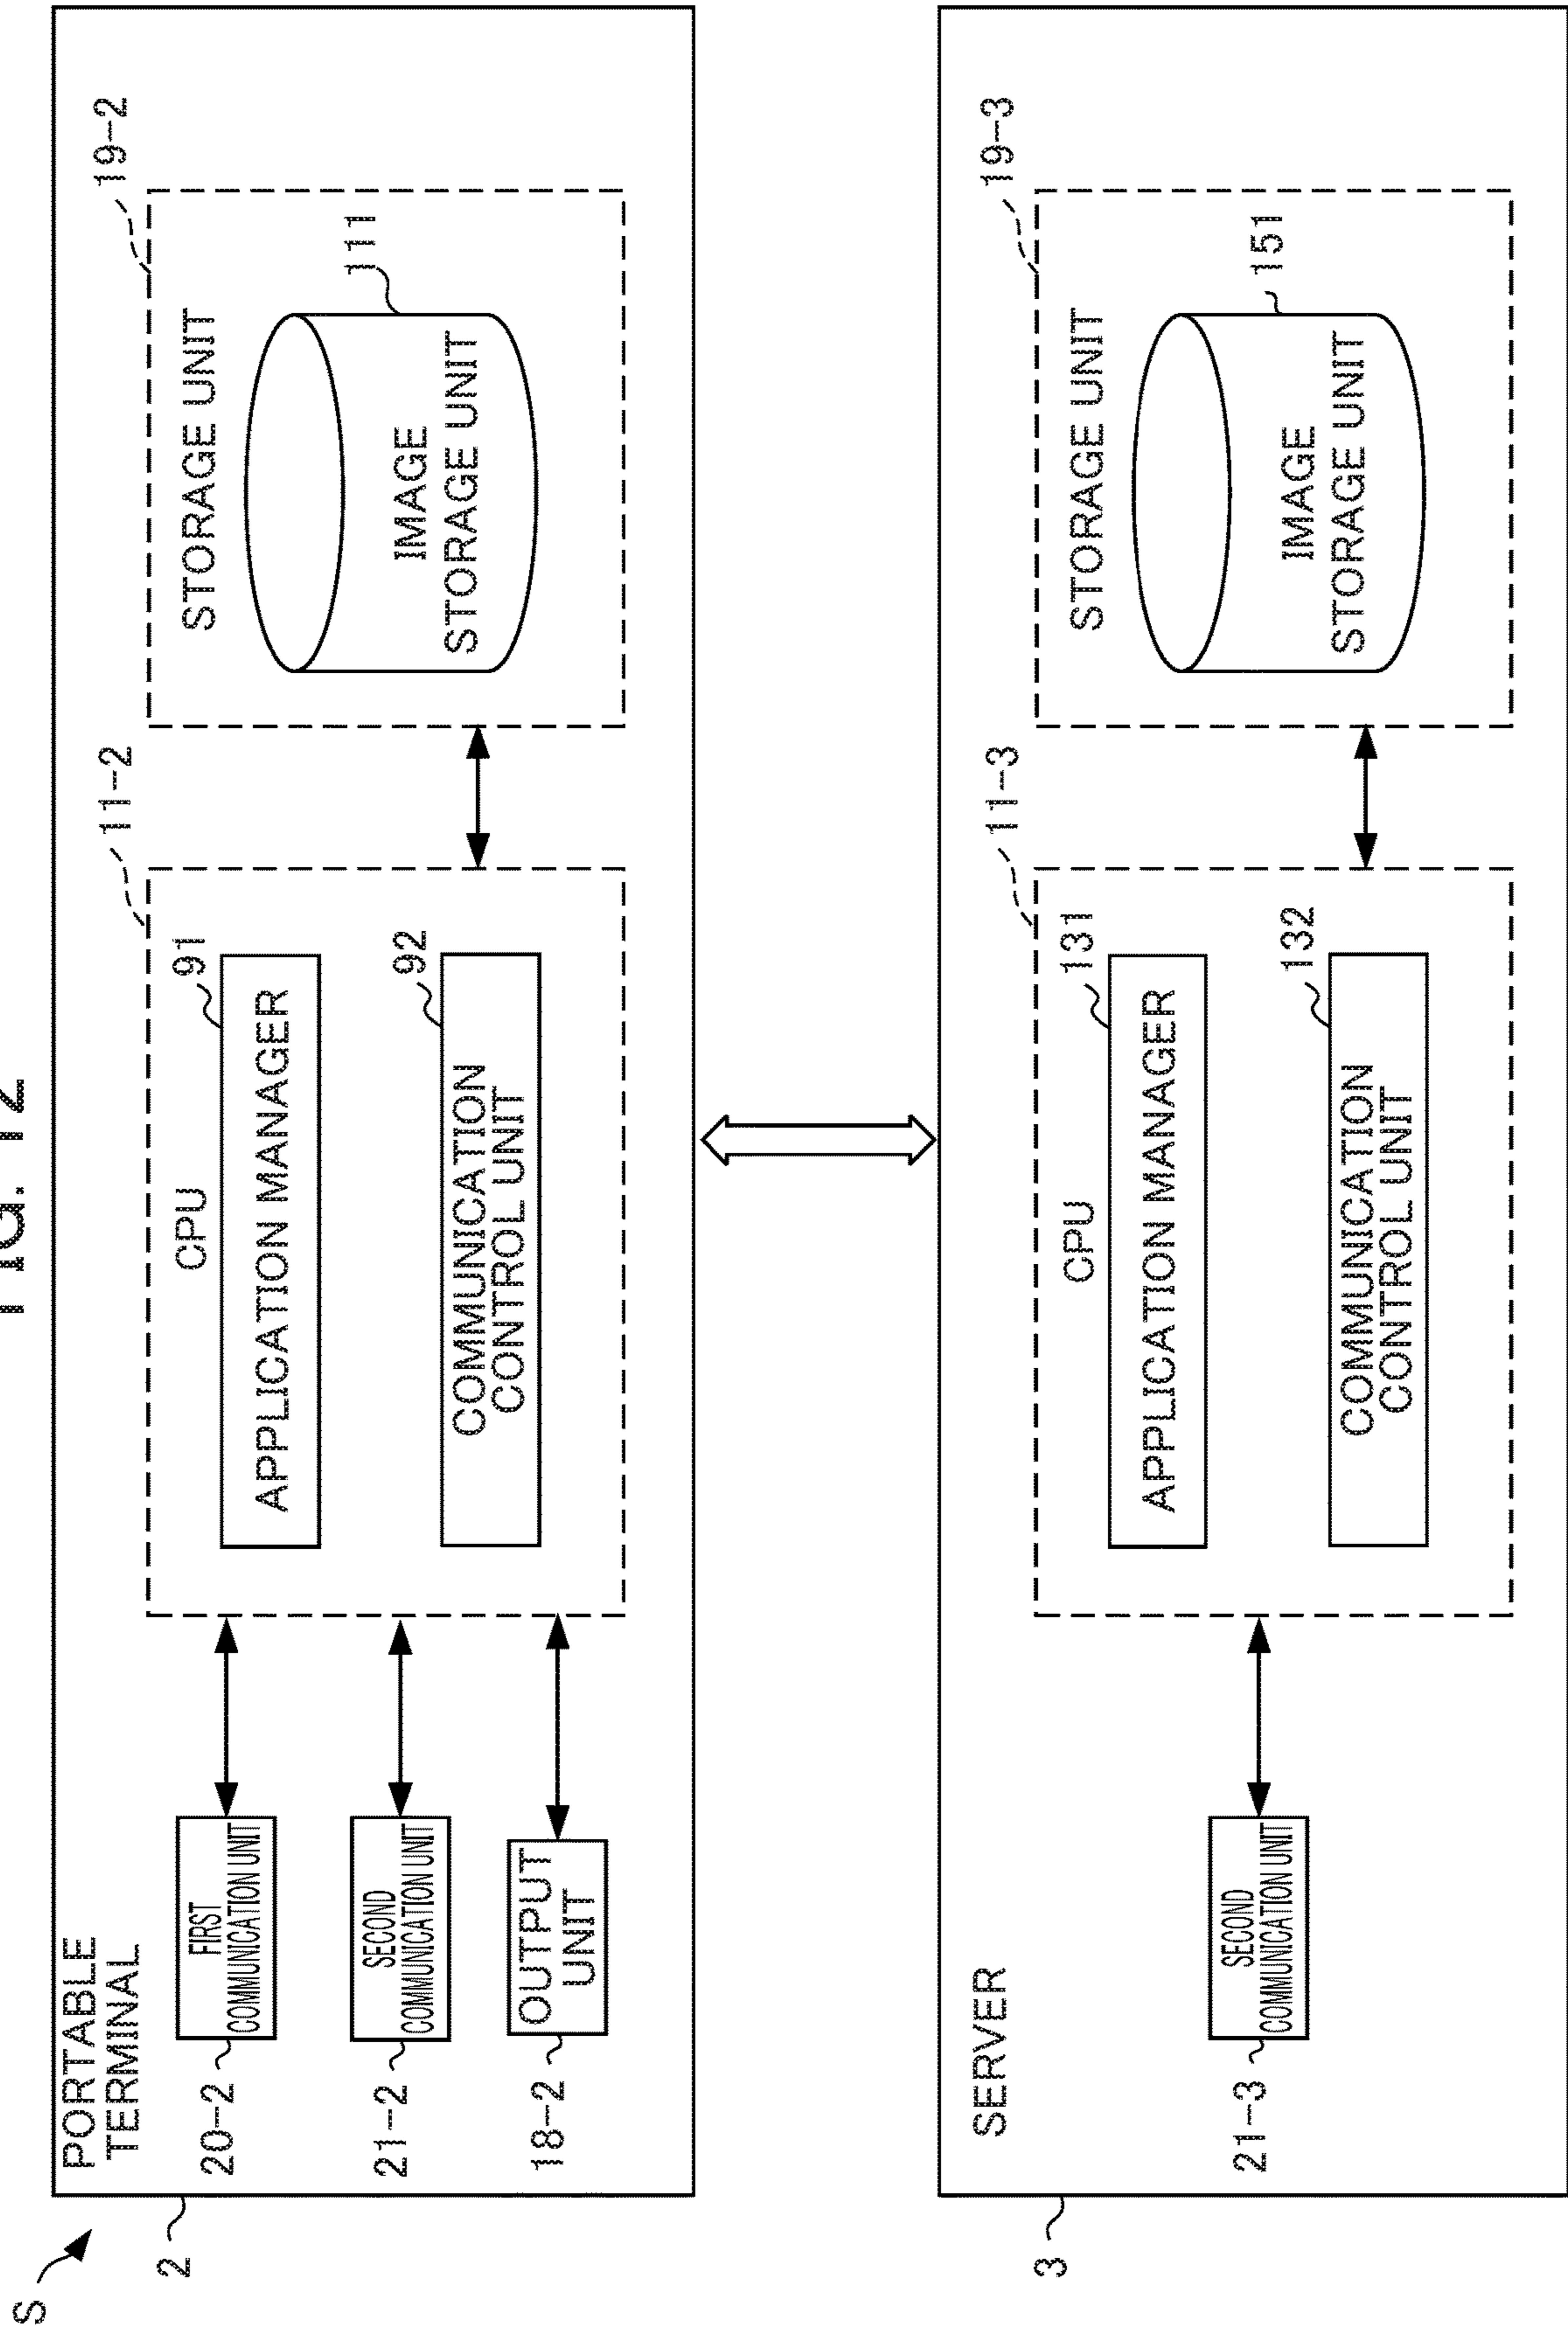 FIG. 12
S
2
PORTABLE
TERMINAL
20-2
FIRST
COMMUNICATION UNIT
21-2
SECOND
COMMUNICATION UNIT
18-2
OUTPUT
UNIT
11-2
CPU
91
APPLICATION MANAGER
92
COMMUNICATION
CONTROL UNIT
19-2
STORAGE UNIT
111
IMAGE
STORAGE UNIT
3
SERVER
21-3
SECOND
COMMUNICATION UNIT
11-3
CPU
131
APPLICATION MANAGER
132
COMMUNICATION
CONTROL UNIT
19-3
STORAGE UNIT
151
IMAGE
STORAGE UNIT